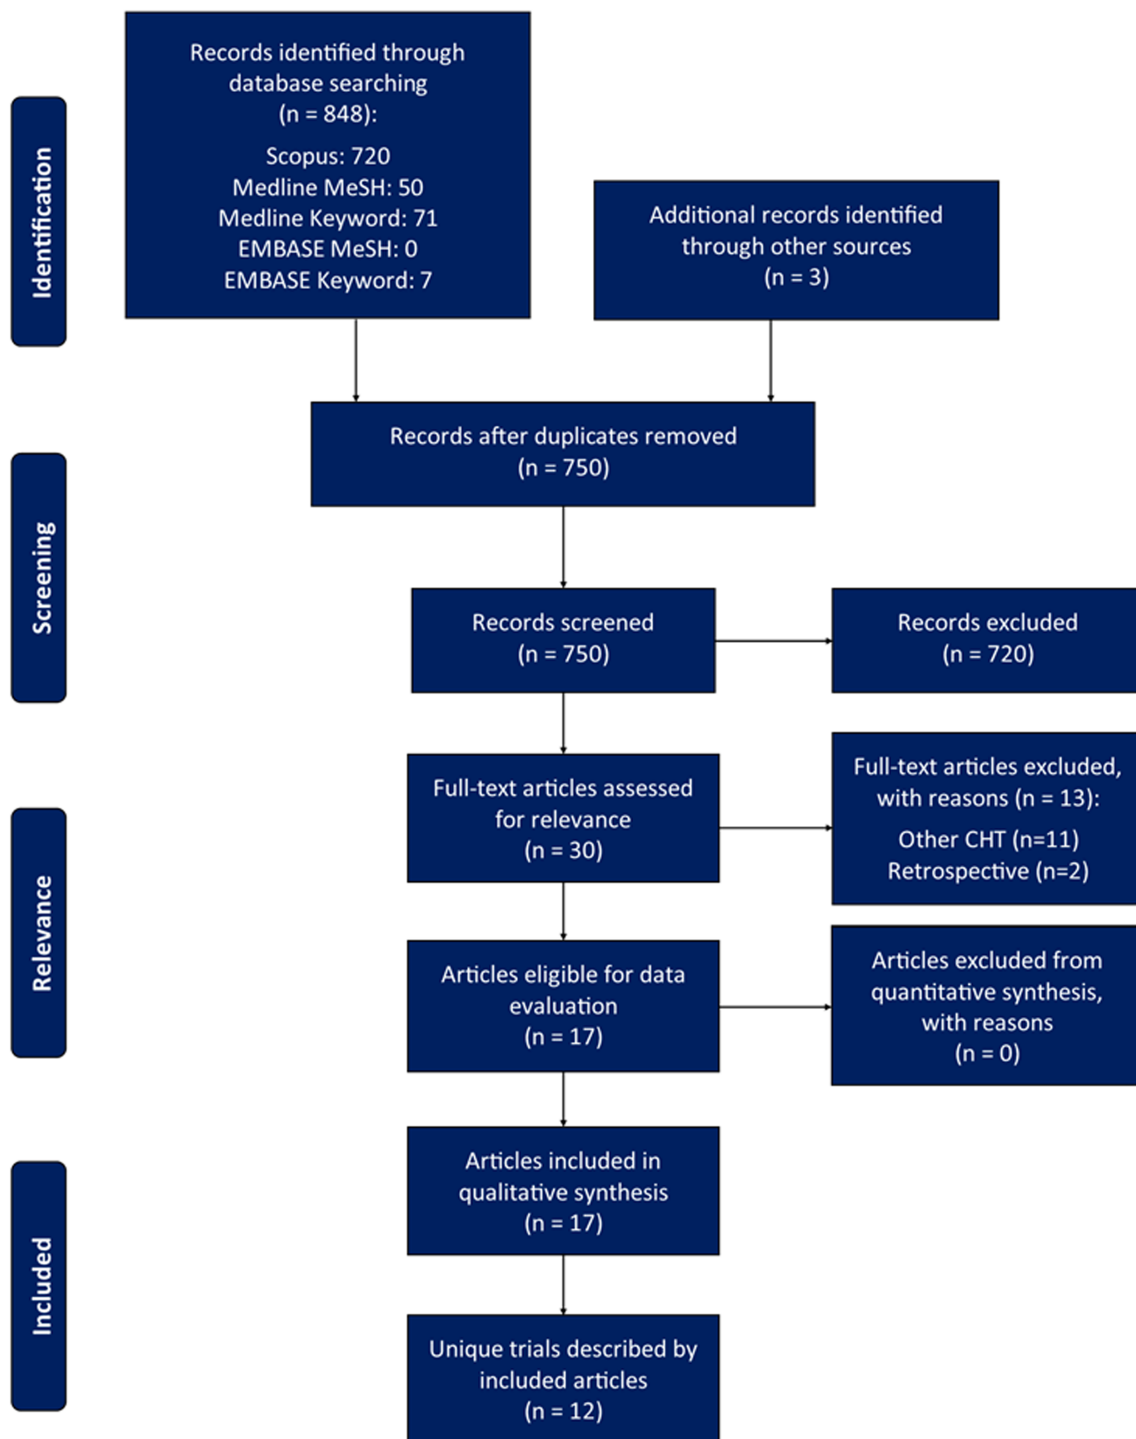 Identification
Records identified through
database searching
(n = 848):
Scopus: 720
Medline MeSH: 50
Medline Keyword: 71
EMBASE MeSH: 0
EMBASE Keyword: 7
Additional records identified
through other sources
(n = 3)
Screening
Records after duplicates removed
(n = 750)
Records screened
(n = 750)
Records excluded
(n = 720)
Relevance
Full-text articles assessed
for relevance
(n = 30)
Full-text articles excluded,
with reasons (n = 13):
Other CHT (n=11)
Retrospective (n=2)
Articles eligible for data
evaluation
(n = 17)
Articles excluded from
quantitative synthesis,
with reasons
(n = 0)
Included
Articles included in
qualitative synthesis
(n = 17)
Unique trials described by
included articles
(n = 12)